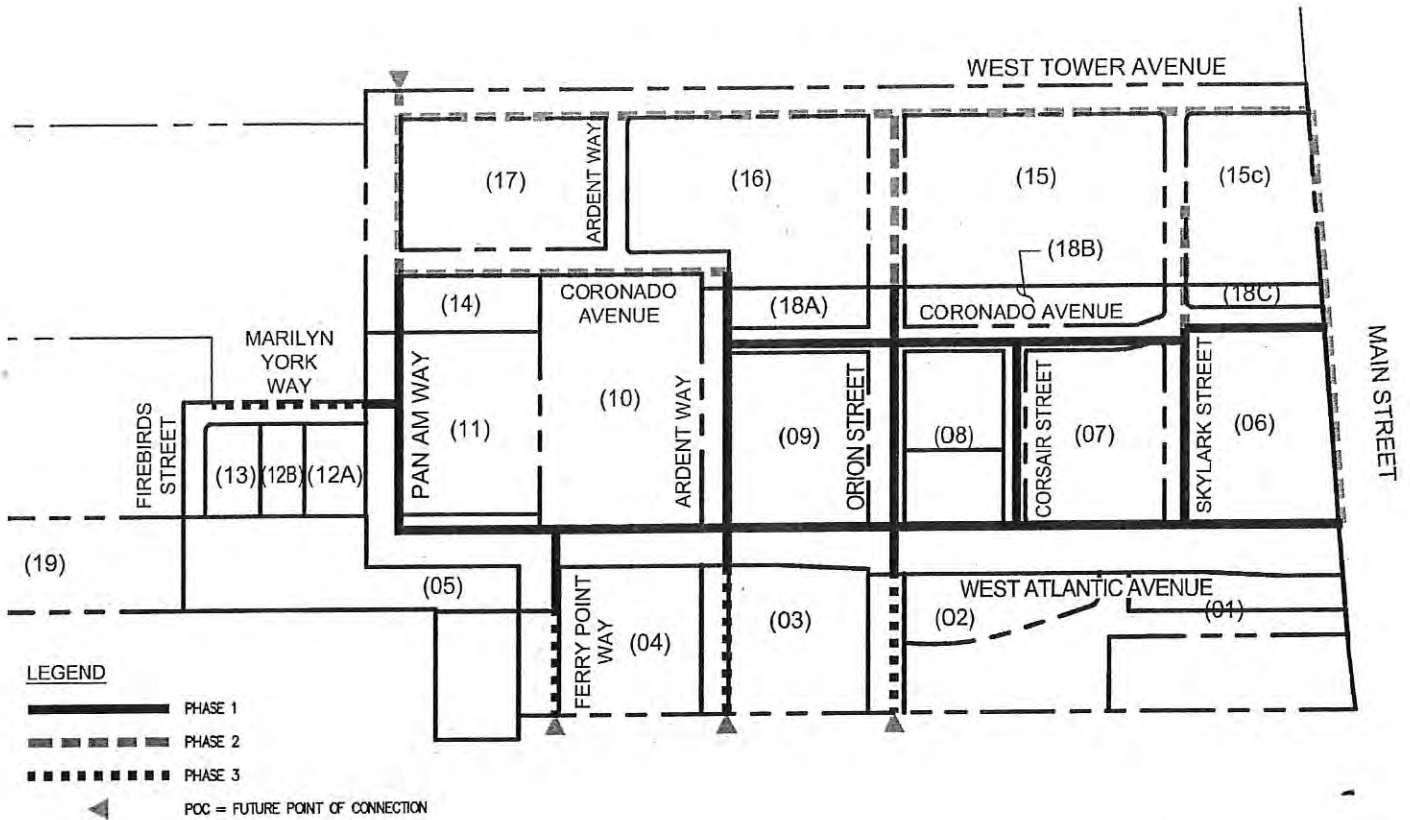 WEST TOWER AVENUE
(17)
ARDENT WAY
(16)
(15)
(15c)
(18B)
(14)
CORONADO
AVENUE
(18A)
CORONADO AVENUE
(18C)
MARILYN
YORK
WAY
MAIN STREET
FIREBIRDS
STREET
(13)
(12B)
(12A)
PAN AM WAY
(11)
(10)
ARDENT WAY
(09)
ORION STREET
(08)
CORSAIR STREET
(07)
SKYLARK STREET
(06)
(19)
(05)
FERRY POINT
WAY
(04)
(03)
WEST ATLANTIC AVENUE
(02)
(01)
LEGEND
PHASE 1
PHASE 2
PHASE 3
POC = FUTURE POINT OF CONNECTION